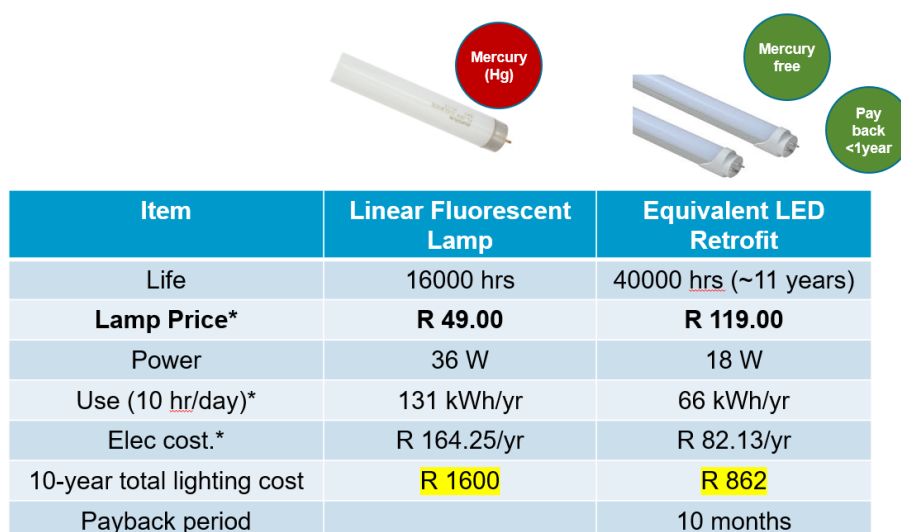 Mercury
(Hg)
Mercury
free
Pay
back
<1year
Item
Linear Fluorescent
Lamp
Equivalent LED
Retrofit
Life
16000 hrs
40000 hrs (~11 years)
Lamp Price*
R 49.00
R 119.00
Power
36 W
18 W
Use (10 hr/day)*
131 kWh/yr
66 kWh/yr
Elec cost.*
R 164.25/yr
R 82.13/yr
10-year total lighting cost
R 1600
R 862
Payback period
10 months